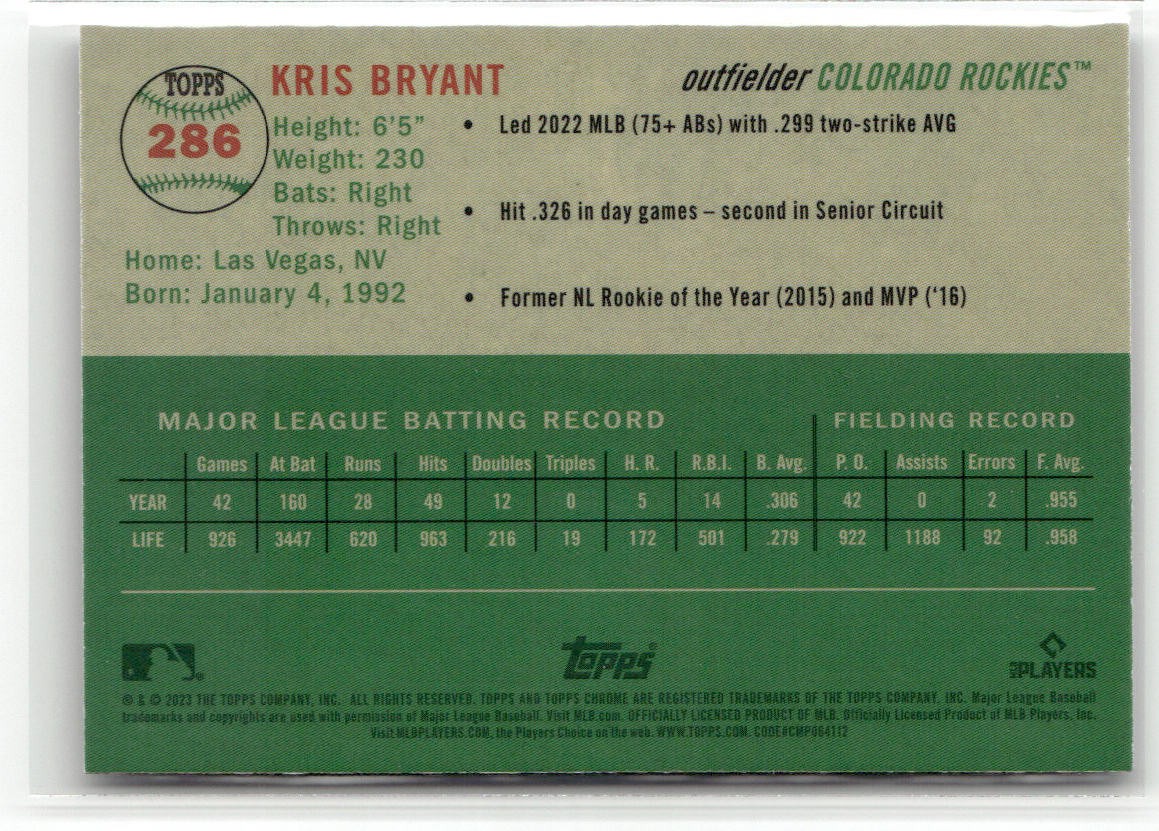 TOPPS
286
KRIS BRYANT
outfielder COLORADO ROCKIES™
Height: 6'5"
Weight: 230
Bats: Right
Throws: Right
Home: Las Vegas, NV
Born: January 4, 1992
• Led 2022 MLB (75+ ABs) with .299 two-strike AVG
• Hit .326 in day games – second in Senior Circuit
• Former NL Rookie of the Year (2015) and MVP ('16)
MAJOR LEAGUE BATTING RECORD FIELDING RECORD
Games At Bat Runs Hits Doubles Triples H. R. R.B.I. B. Avg. P. O. Assists Errors F. Avg.
YEAR 42 160 28 49 12 0 5 14 .306 42 0 2 .955
LIFE 926 3447 620 963 216 19 172 501 .279 922 1188 92 .958
topps®
MLBPLAYERS
© & © 2023 THE TOPPS COMPANY, INC. ALL RIGHTS RESERVED. TOPPS AND TOPPS CHROME ARE REGISTERED TRADEMARKS OF THE TOPPS COMPANY, INC. Major League Baseball
trademarks and copyrights are used with permission of Major League Baseball. Visit MLB.com. OFFICIALLY LICENSED PRODUCT OF MLB. Officially Licensed Product of MLB Players, Inc.
Visit MLBPLAYERS.COM, the Players Choice on the web. WWW.TOPPS.COM. CODE#CMP064112